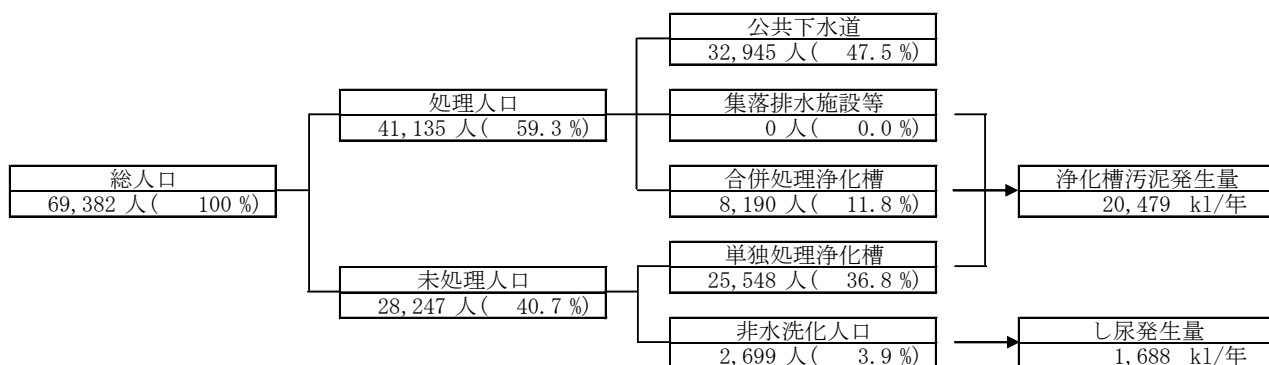 公共下水道
32,945 人( 47.5 %)
処理人口
41,135 人( 59.3 %)
集落排水施設等
0 人( 0.0 %)
総人口
69,382 人( 100 %)
合併処理浄化槽
8,190 人( 11.8 %)
浄化槽汚泥発生量
20,479 kl/年
未処理人口
28,247 人( 40.7 %)
単独処理浄化槽
25,548 人( 36.8 %)
非水洗化人口
2,699 人( 3.9 %)
し尿発生量
1,688 kl/年